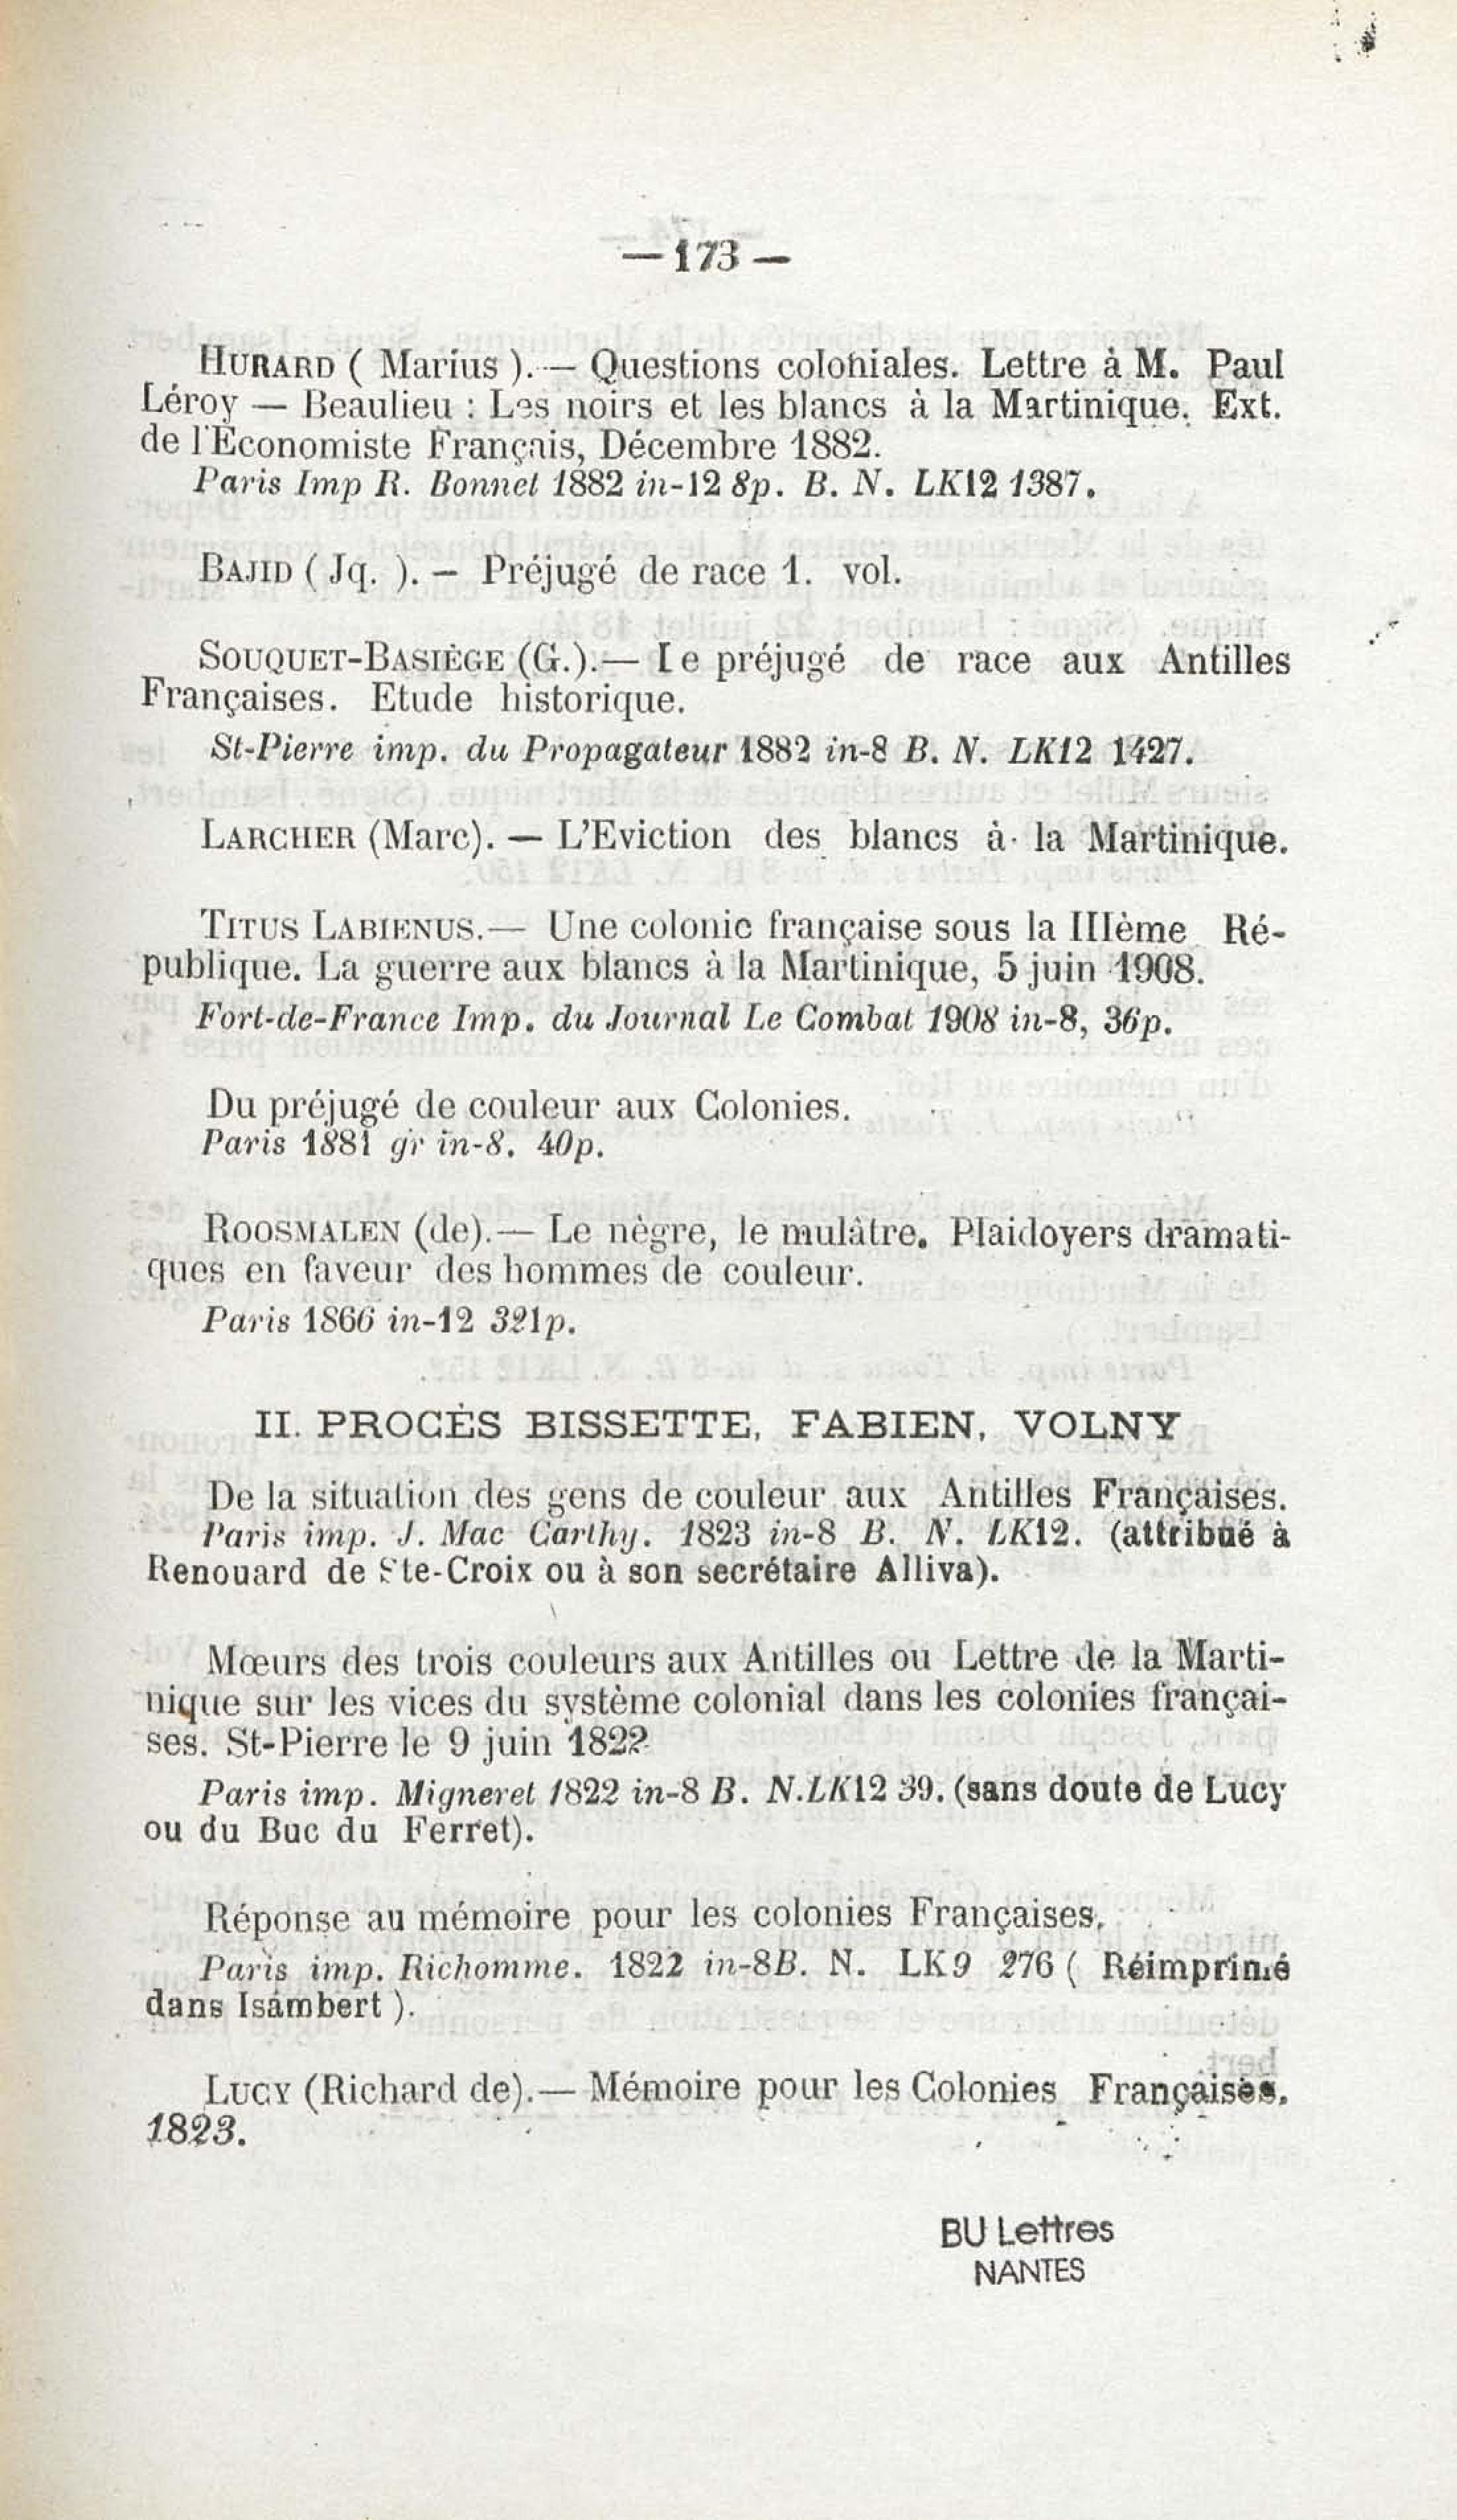 — 173 —
HURARD ( Marius ). — Questions coloniales. Lettre à M. Paul
Léroy — Beaulieu : Les noirs et les blancs à la Martinique. Ext.
de l'Économiste Français, Décembre 1882.
Paris Imp R. Bonnet 1882 in-12 8p. B. N. LK12 1387.
BAJID ( Jq. ). — Préjugé de race 1. vol.
SOUQUET-BASIÈGE (G.).— Le préjugé de race aux Antilles
Françaises. Etude historique.
St-Pierre imp. du Propagateur 1882 in-8 B. N. LK12 1427.
LARCHER (Marc). — L'Eviction des blancs à la Martinique.
TITUS LABIENUS.— Une colonie française sous la IIIème Ré-
publique. La guerre aux blancs à la Martinique, 5 juin 1908.
Fort-de-France Imp. du Journal Le Combat 1908 in-8, 36p.
Du préjugé de couleur aux Colonies.
Paris 1881 gr in-8. 40p.
ROOSMALEN (de).— Le nègre, le mulâtre. Plaidoyers dramati-
ques en faveur des hommes de couleur.
Paris 1866 in-12 321p.
II. PROCÈS BISSETTE, FABIEN, VOLNY
De la situation des gens de couleur aux Antilles Françaises.
Paris imp. J. Mac Carthy. 1823 in-8 B. N. LK12. (attribué à
Renouard de Ste-Croix ou à son secrétaire Alliva).
Mœurs des trois couleurs aux Antilles ou Lettre de la Marti-
nique sur les vices du système colonial dans les colonies françai-
ses. St-Pierre le 9 juin 1822
Paris imp. Migneret 1822 in-8 B. N.LK12 39. (sans doute de Lucy
ou du Buc du Ferret).
Réponse au mémoire pour les colonies Françaises.
Paris imp. Richomme. 1822 in-8B. N. LK9 276 ( Réimprimé
dans Isambert ).
LUCY (Richard de).— Mémoire pour les Colonies Françaises.
1823.
BU Lettres
NANTES